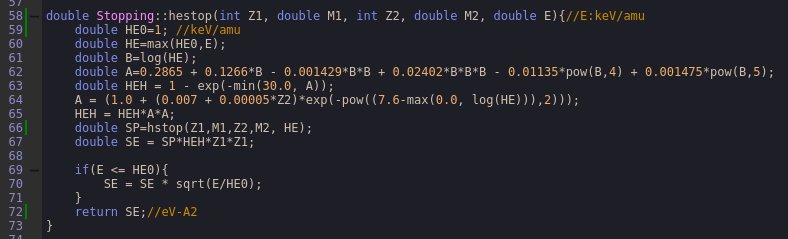 57
58 double Stopping::hestop(int Z1, double M1, int Z2, double M2, double E){//E:keV/amu
59     double HE0=1; //keV/amu
60     double HE=max(HE0,E);
61     double B=log(HE);
62     double A=0.2865 + 0.1266*B - 0.001429*B*B + 0.02402*B*B*B - 0.01135*pow(B,4) + 0.001475*pow(B,5);
63     double HEH = 1 - exp(-min(30.0, A));
64     A = (1.0 + (0.007 + 0.00005*Z2)*exp(-pow((7.6-max(0.0, log(HE))),2)));
65     HEH = HEH*A*A;
66     double SP=hstop(Z1,M1,Z2,M2, HE);
67     double SE = SP*HEH*Z1*Z1;
68
69     if(E <= HE0){
70         SE = SE * sqrt(E/HE0);
71     }
72     return SE;//eV-A2
73 }
74